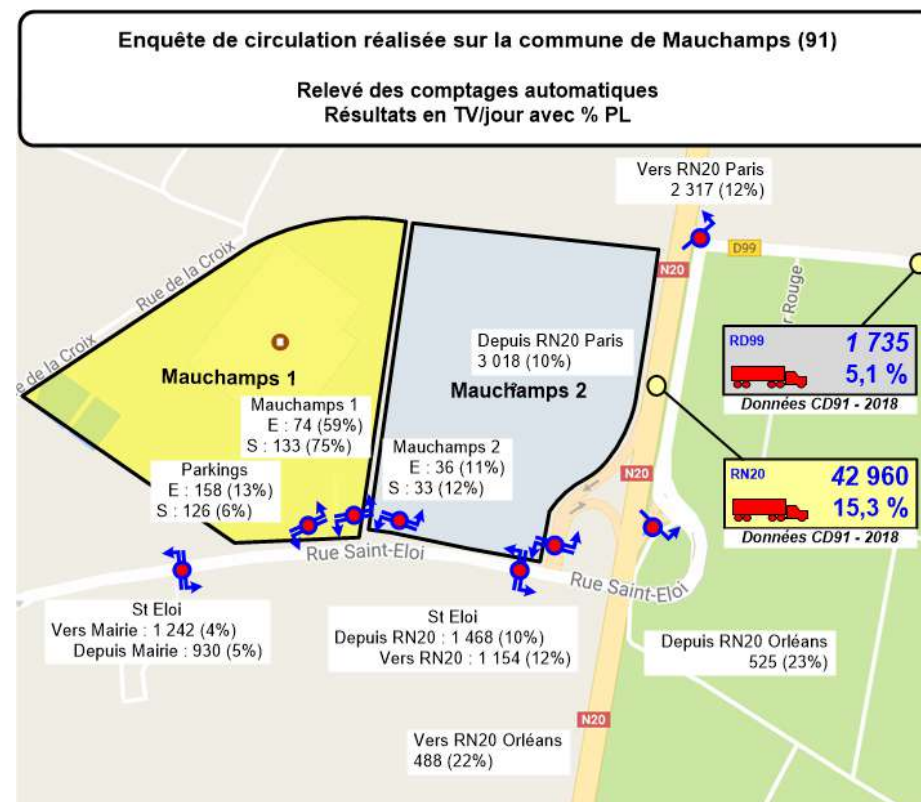 Enquête de circulation réalisée sur la commune de Mauchamps (91)
Relevé des comptages automatiques
Résultats en TV/jour avec % PL
Vers RN20 Paris
2 317 (12%)
D99
N20
Rue de la Croix
Rouge
Depuis RN20 Paris
3 018 (10%)
RD99
1 735
5,1 %
Données CD91 - 2018
e de la Croix
Mauchamps 1
Mauchamps 2
Mauchamps 1
E : 74 (59%)
S : 133 (75%)
Mauchamps 2
E : 36 (11%)
S : 33 (12%)
Parkings
E : 158 (13%)
S : 126 (6%)
N20
RN20
42 960
15,3 %
Données CD91 - 2018
Rue Saint-Eloi
Rue Saint-Eloi
St Eloi
Vers Mairie : 1 242 (4%)
Depuis Mairie : 930 (5%)
St Eloi
Depuis RN20 : 1 468 (10%)
Vers RN20 : 1 154 (12%)
Depuis RN20 Orléans
525 (23%)
N20
Vers RN20 Orléans
488 (22%)